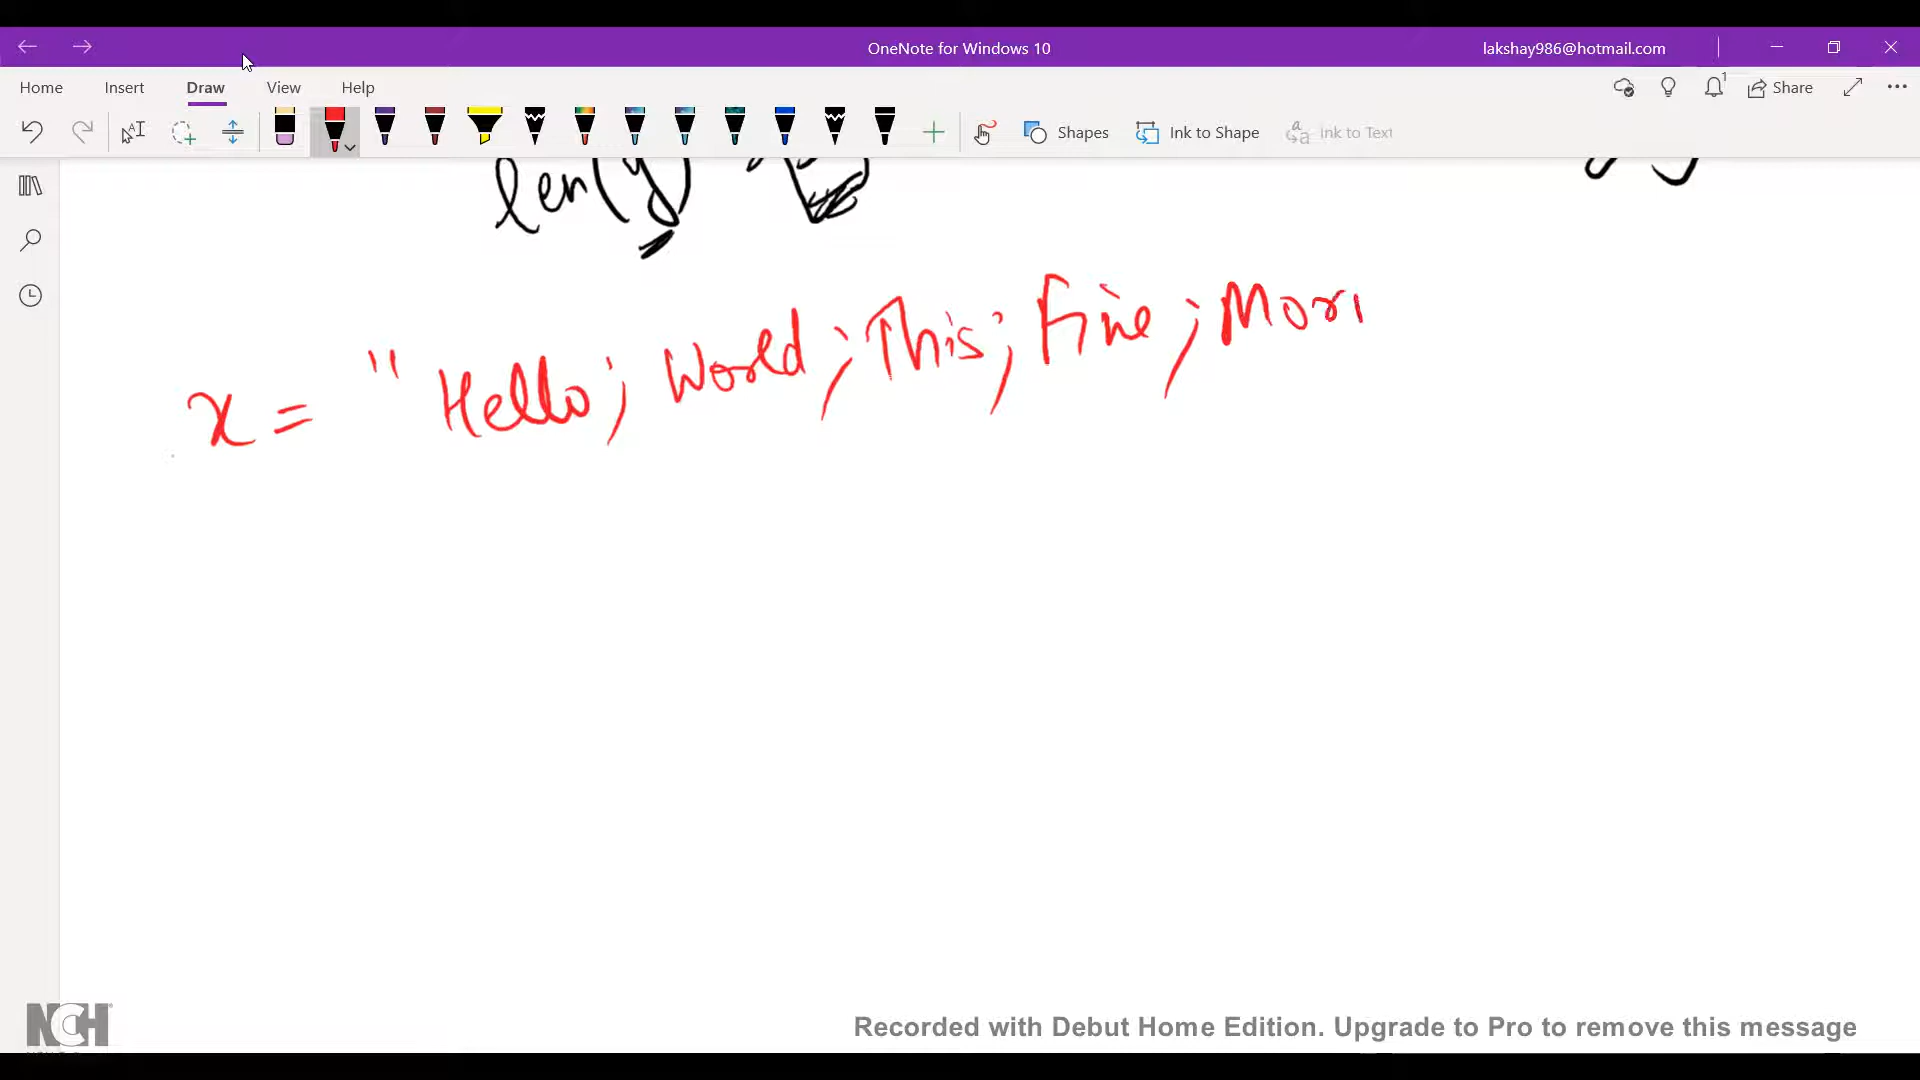 OneNote for Windows 10
lakshay986@hotmail.com
Home Insert Draw View Help
1 Share
Shapes Ink to Shape Ink to Text
len(y)
x = " Hello; World ; This ; Fine ; Mor
NCH
Recorded with Debut Home Edition. Upgrade to Pro to remove this message